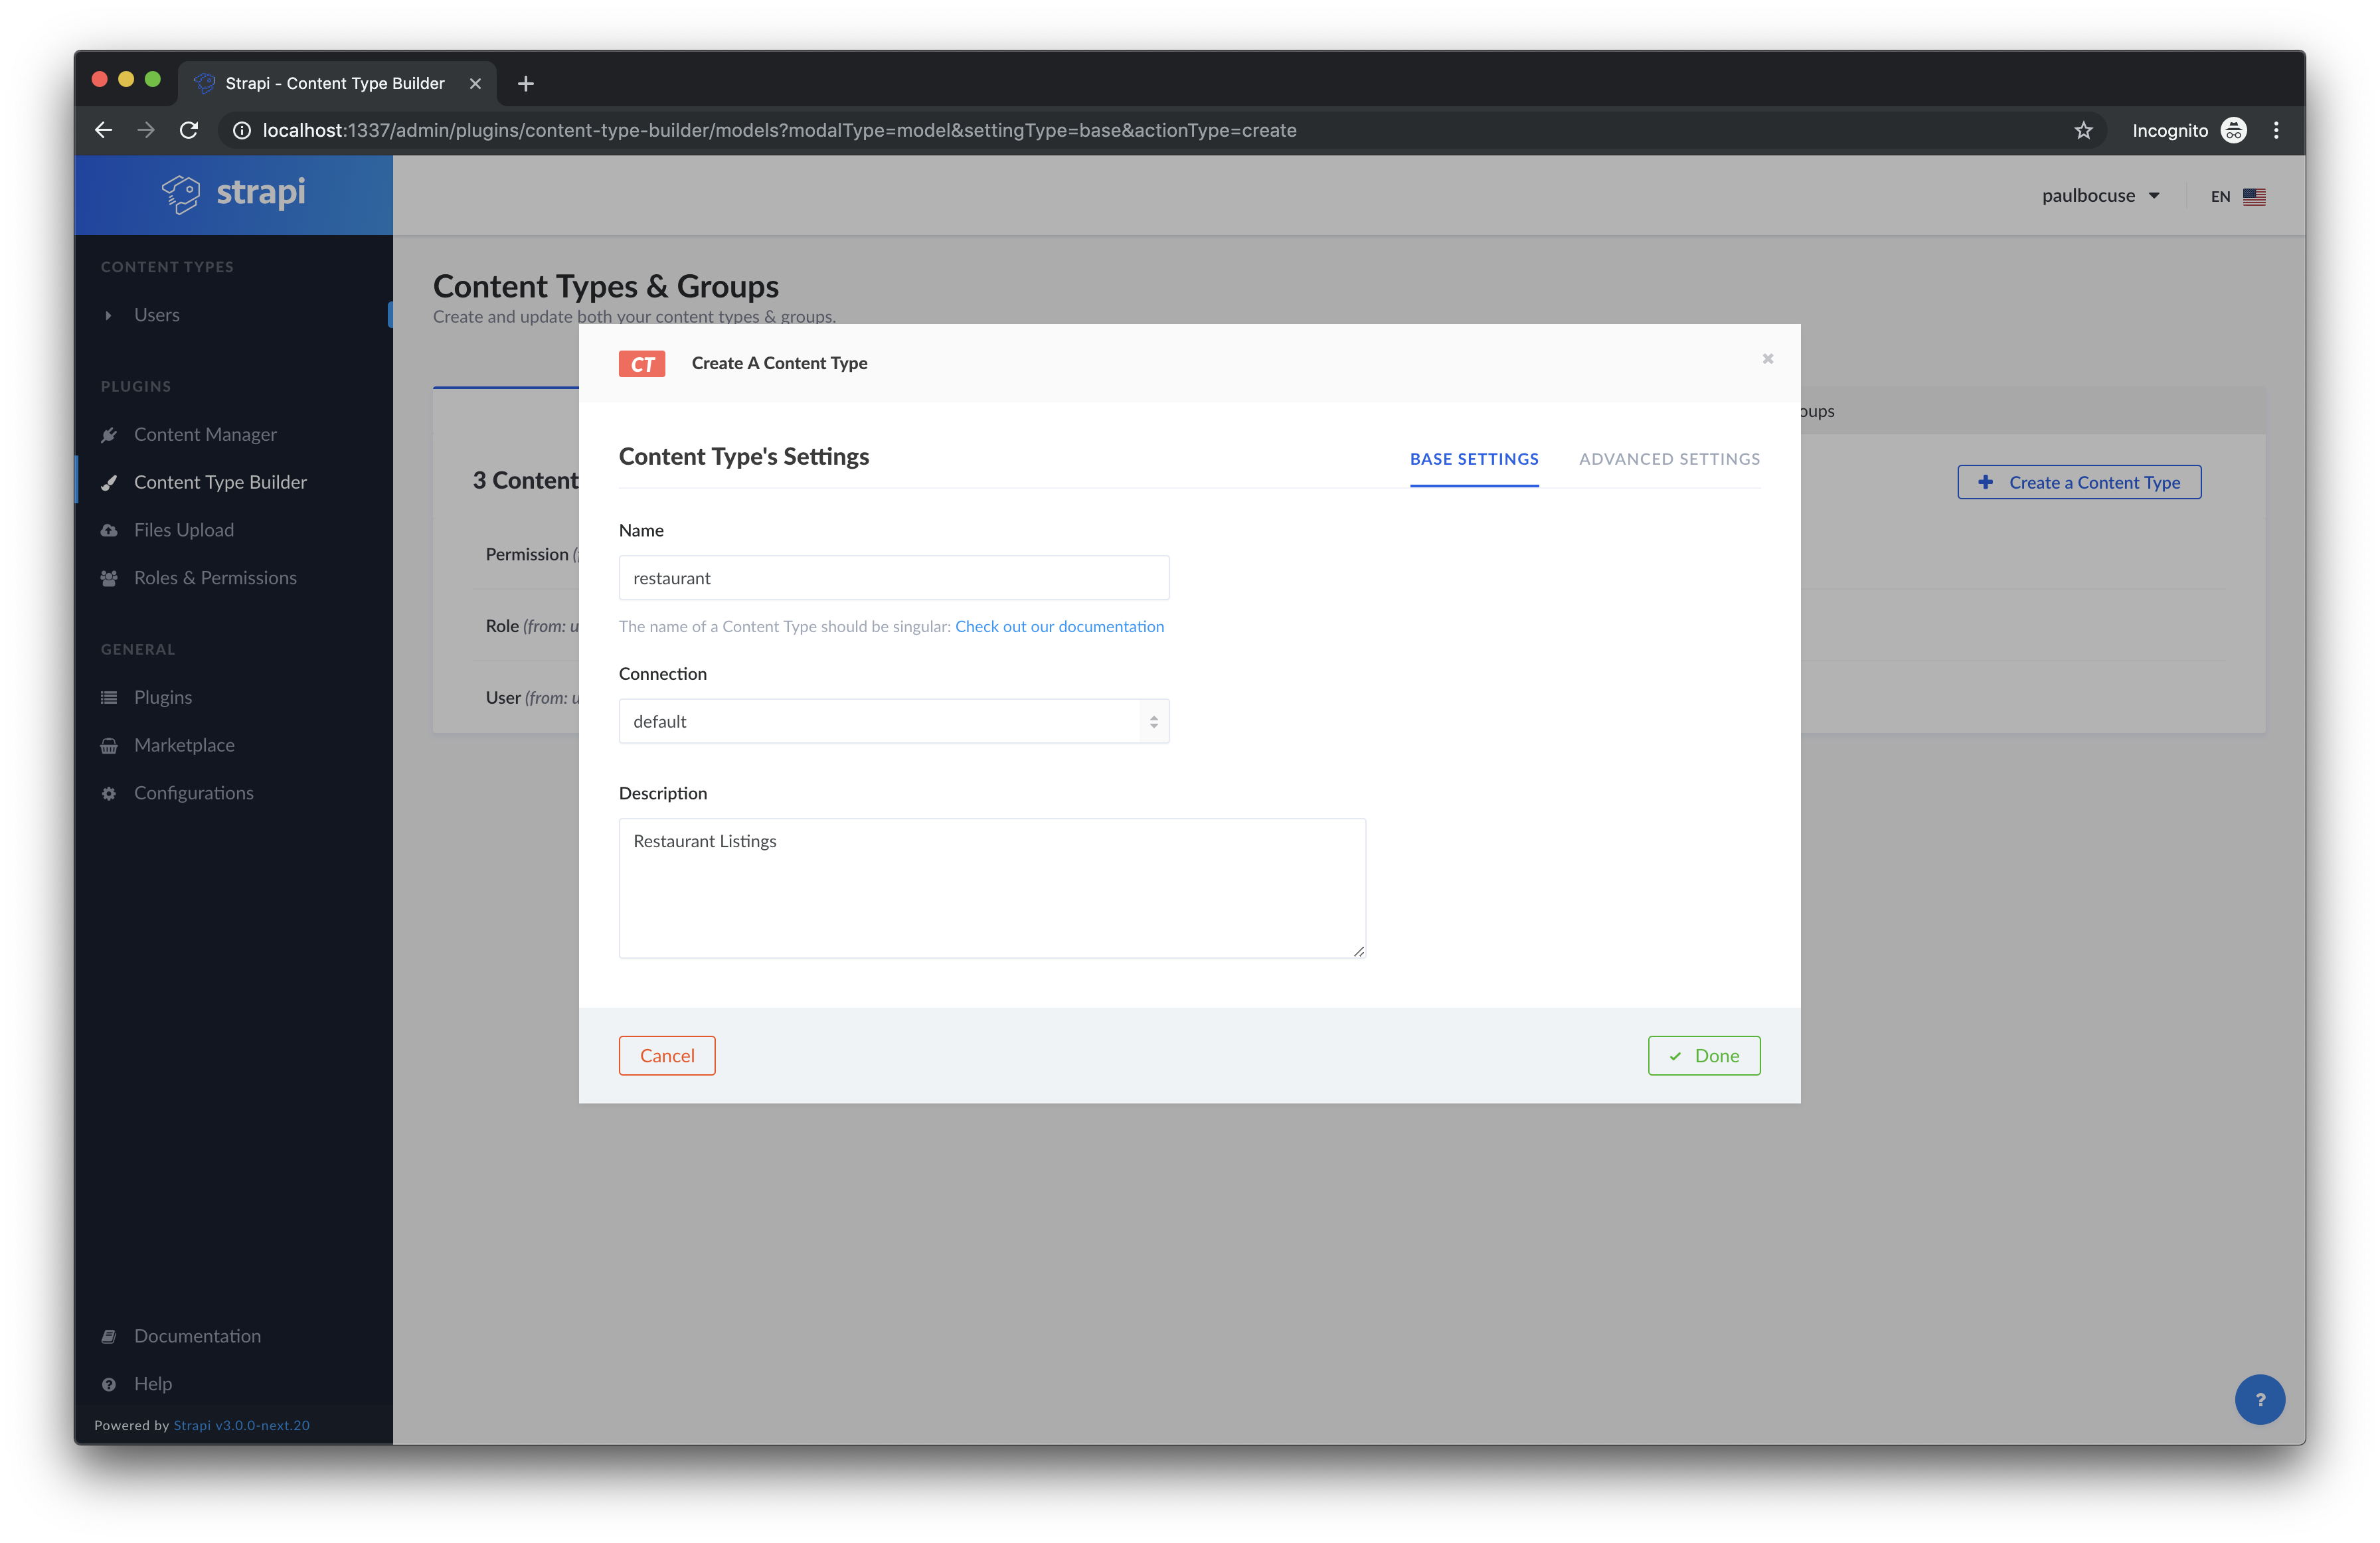 Strapi - Content Type Builder
localhost:1337/admin/plugins/content-type-builder/models?modalType=model&settingType=base&actionType=create
Incognito
strapi
paulbocuse
EN
CONTENT TYPES
Users
PLUGINS
Content Manager
Content Type Builder
Files Upload
Roles & Permissions
GENERAL
Plugins
Marketplace
Configurations
Documentation
Help
Powered by Strapi v3.0.0-next.20
Content Types & Groups
Create and update both your content types & groups.
oups
3 Content
Create a Content Type
Permission (
Role (from: u
User (from: u
CT
Create A Content Type
Content Type's Settings
BASE SETTINGS
ADVANCED SETTINGS
Name
restaurant
The name of a Content Type should be singular: Check out our documentation
Connection
default
Description
Restaurant Listings
Cancel
Done
?